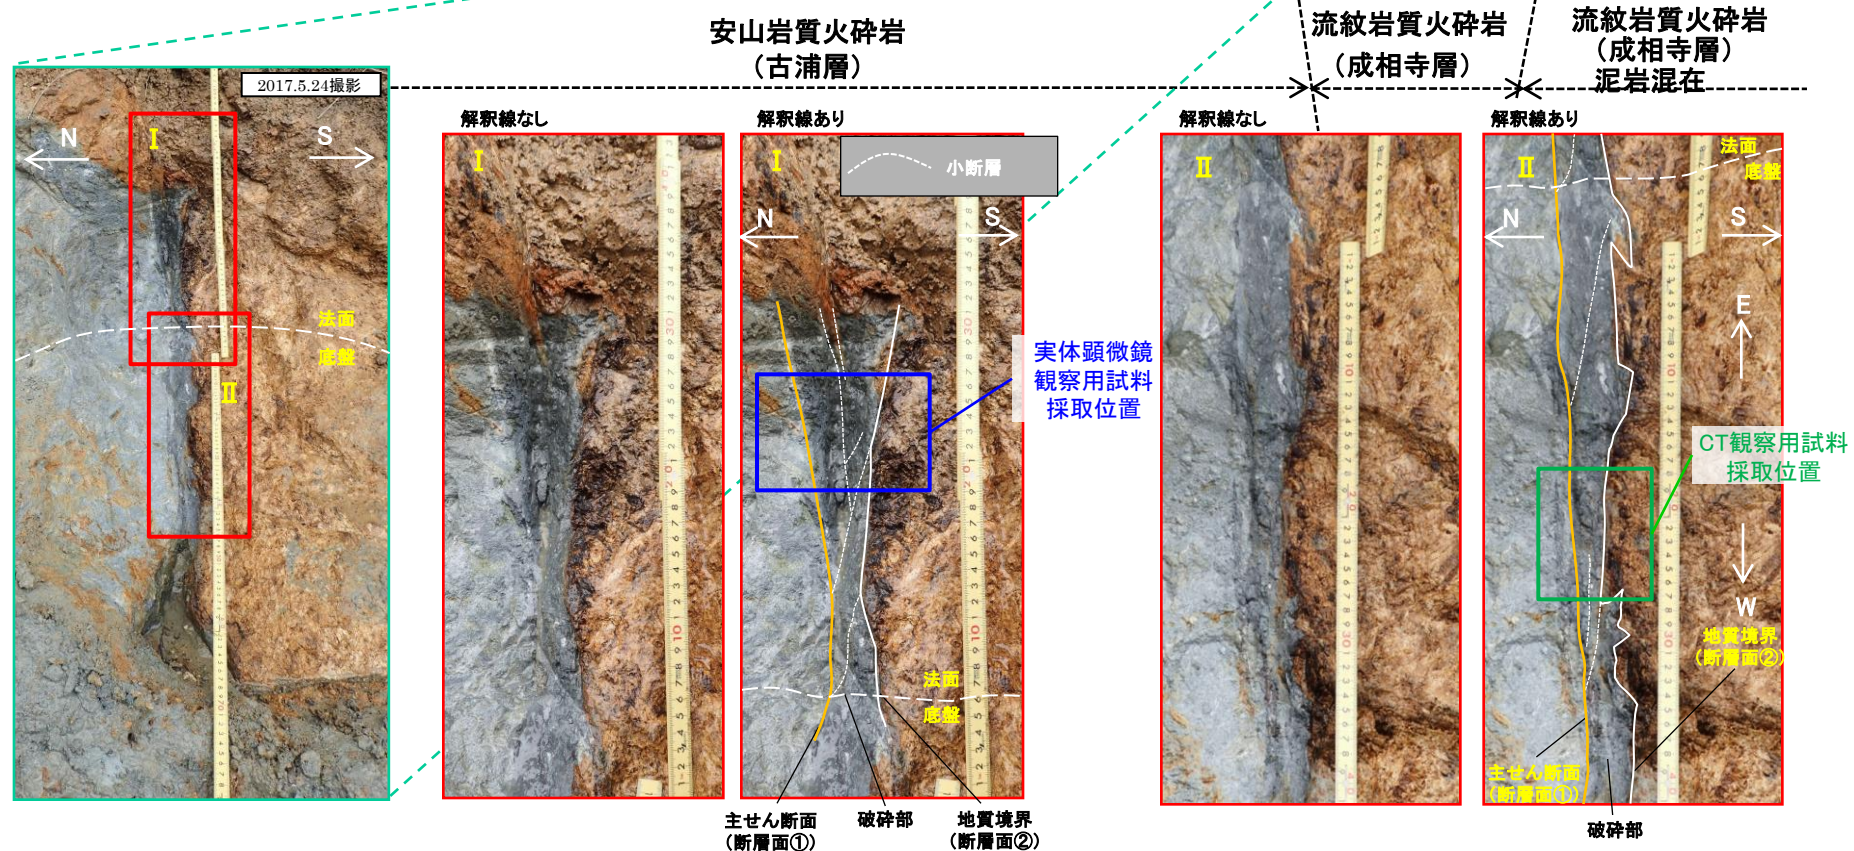 安山岩質火砕岩
(古浦層)
流紋岩質火砕岩
(成相寺層)
流紋岩質火砕岩
(成相寺層)
泥岩混在
2017.5.24撮影
N
S
Ⅰ
法面
底盤
Ⅱ
解釈線なし
Ⅰ
解釈線あり
Ⅰ
小断層
N
S
実体顕微鏡
観察用試料
採取位置
法面
底盤
主せん断面
(断層面①)
破砕部
地質境界
(断層面②)
解釈線なし
Ⅱ
解釈線あり
Ⅱ
法面
底盤
N
S
E
CT観察用試料
採取位置
W
地質境界
(断層面②)
主せん断面
(断層面①)
破砕部